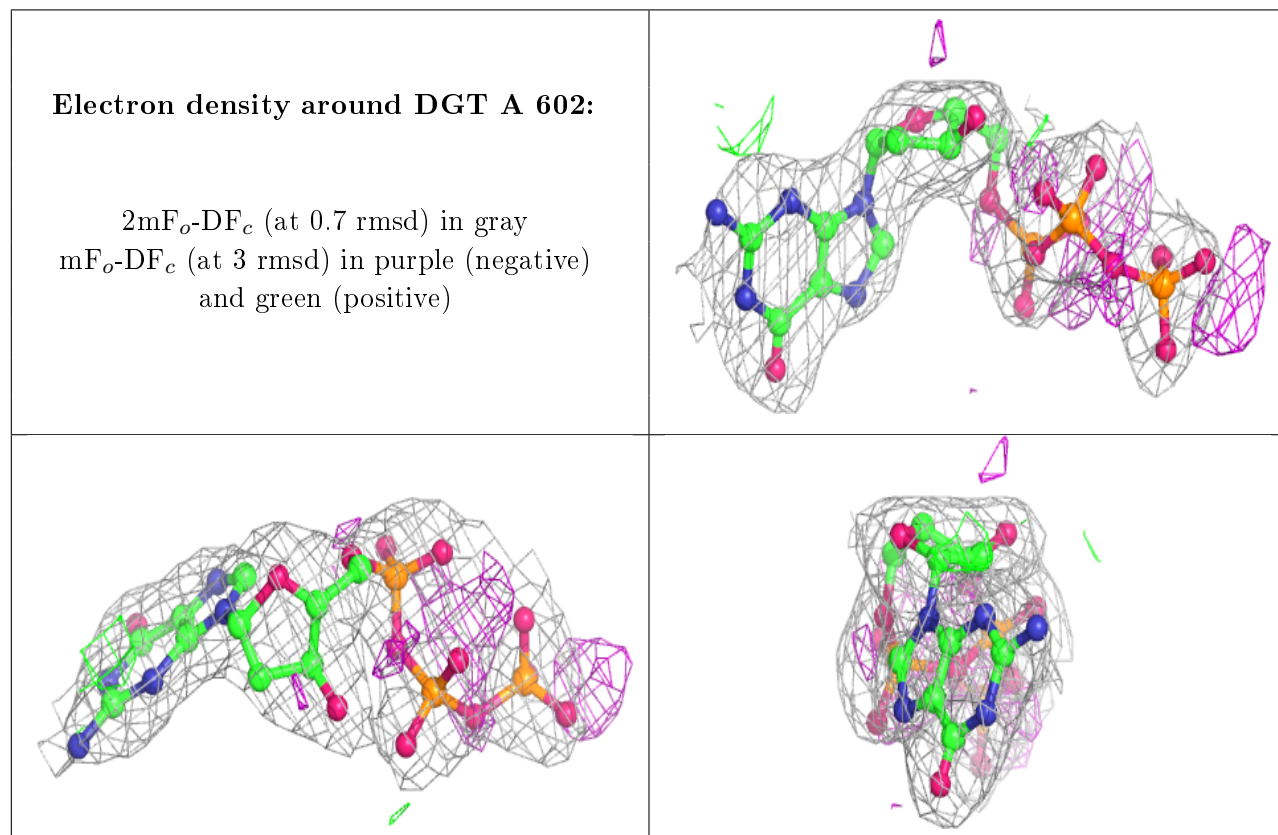 Electron density around DGT A 602:
2mFo-DFc (at 0.7 rmsd) in gray
mFo-DFc (at 3 rmsd) in purple (negative)
and green (positive)